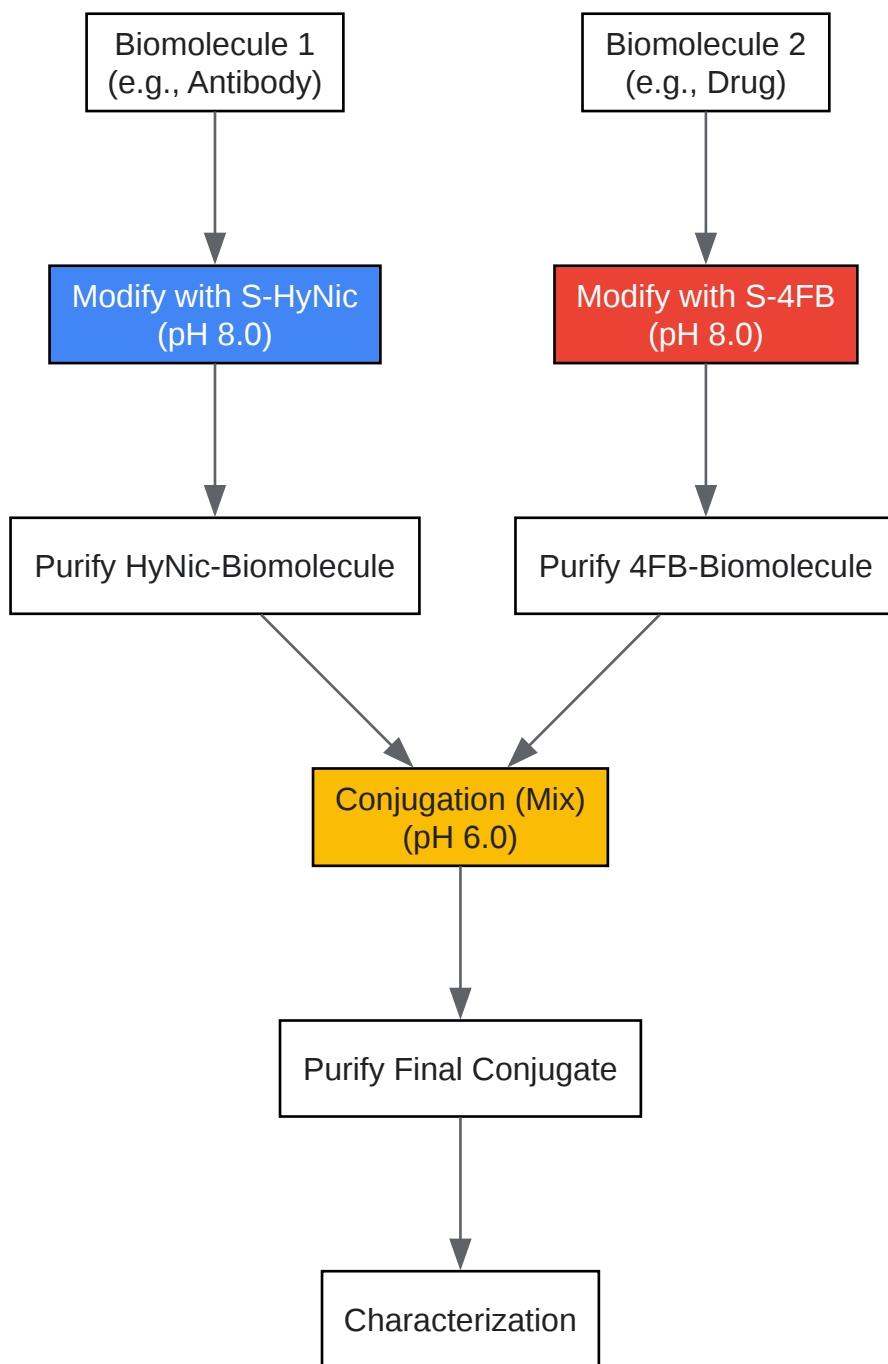 Biomolecule 1
(e.g., Antibody)
Biomolecule 2
(e.g., Drug)
Modify with S-HyNic
(pH 8.0)
Modify with S-4FB
(pH 8.0)
Purify HyNic-Biomolecule
Purify 4FB-Biomolecule
Conjugation (Mix)
(pH 6.0)
Purify Final Conjugate
Characterization